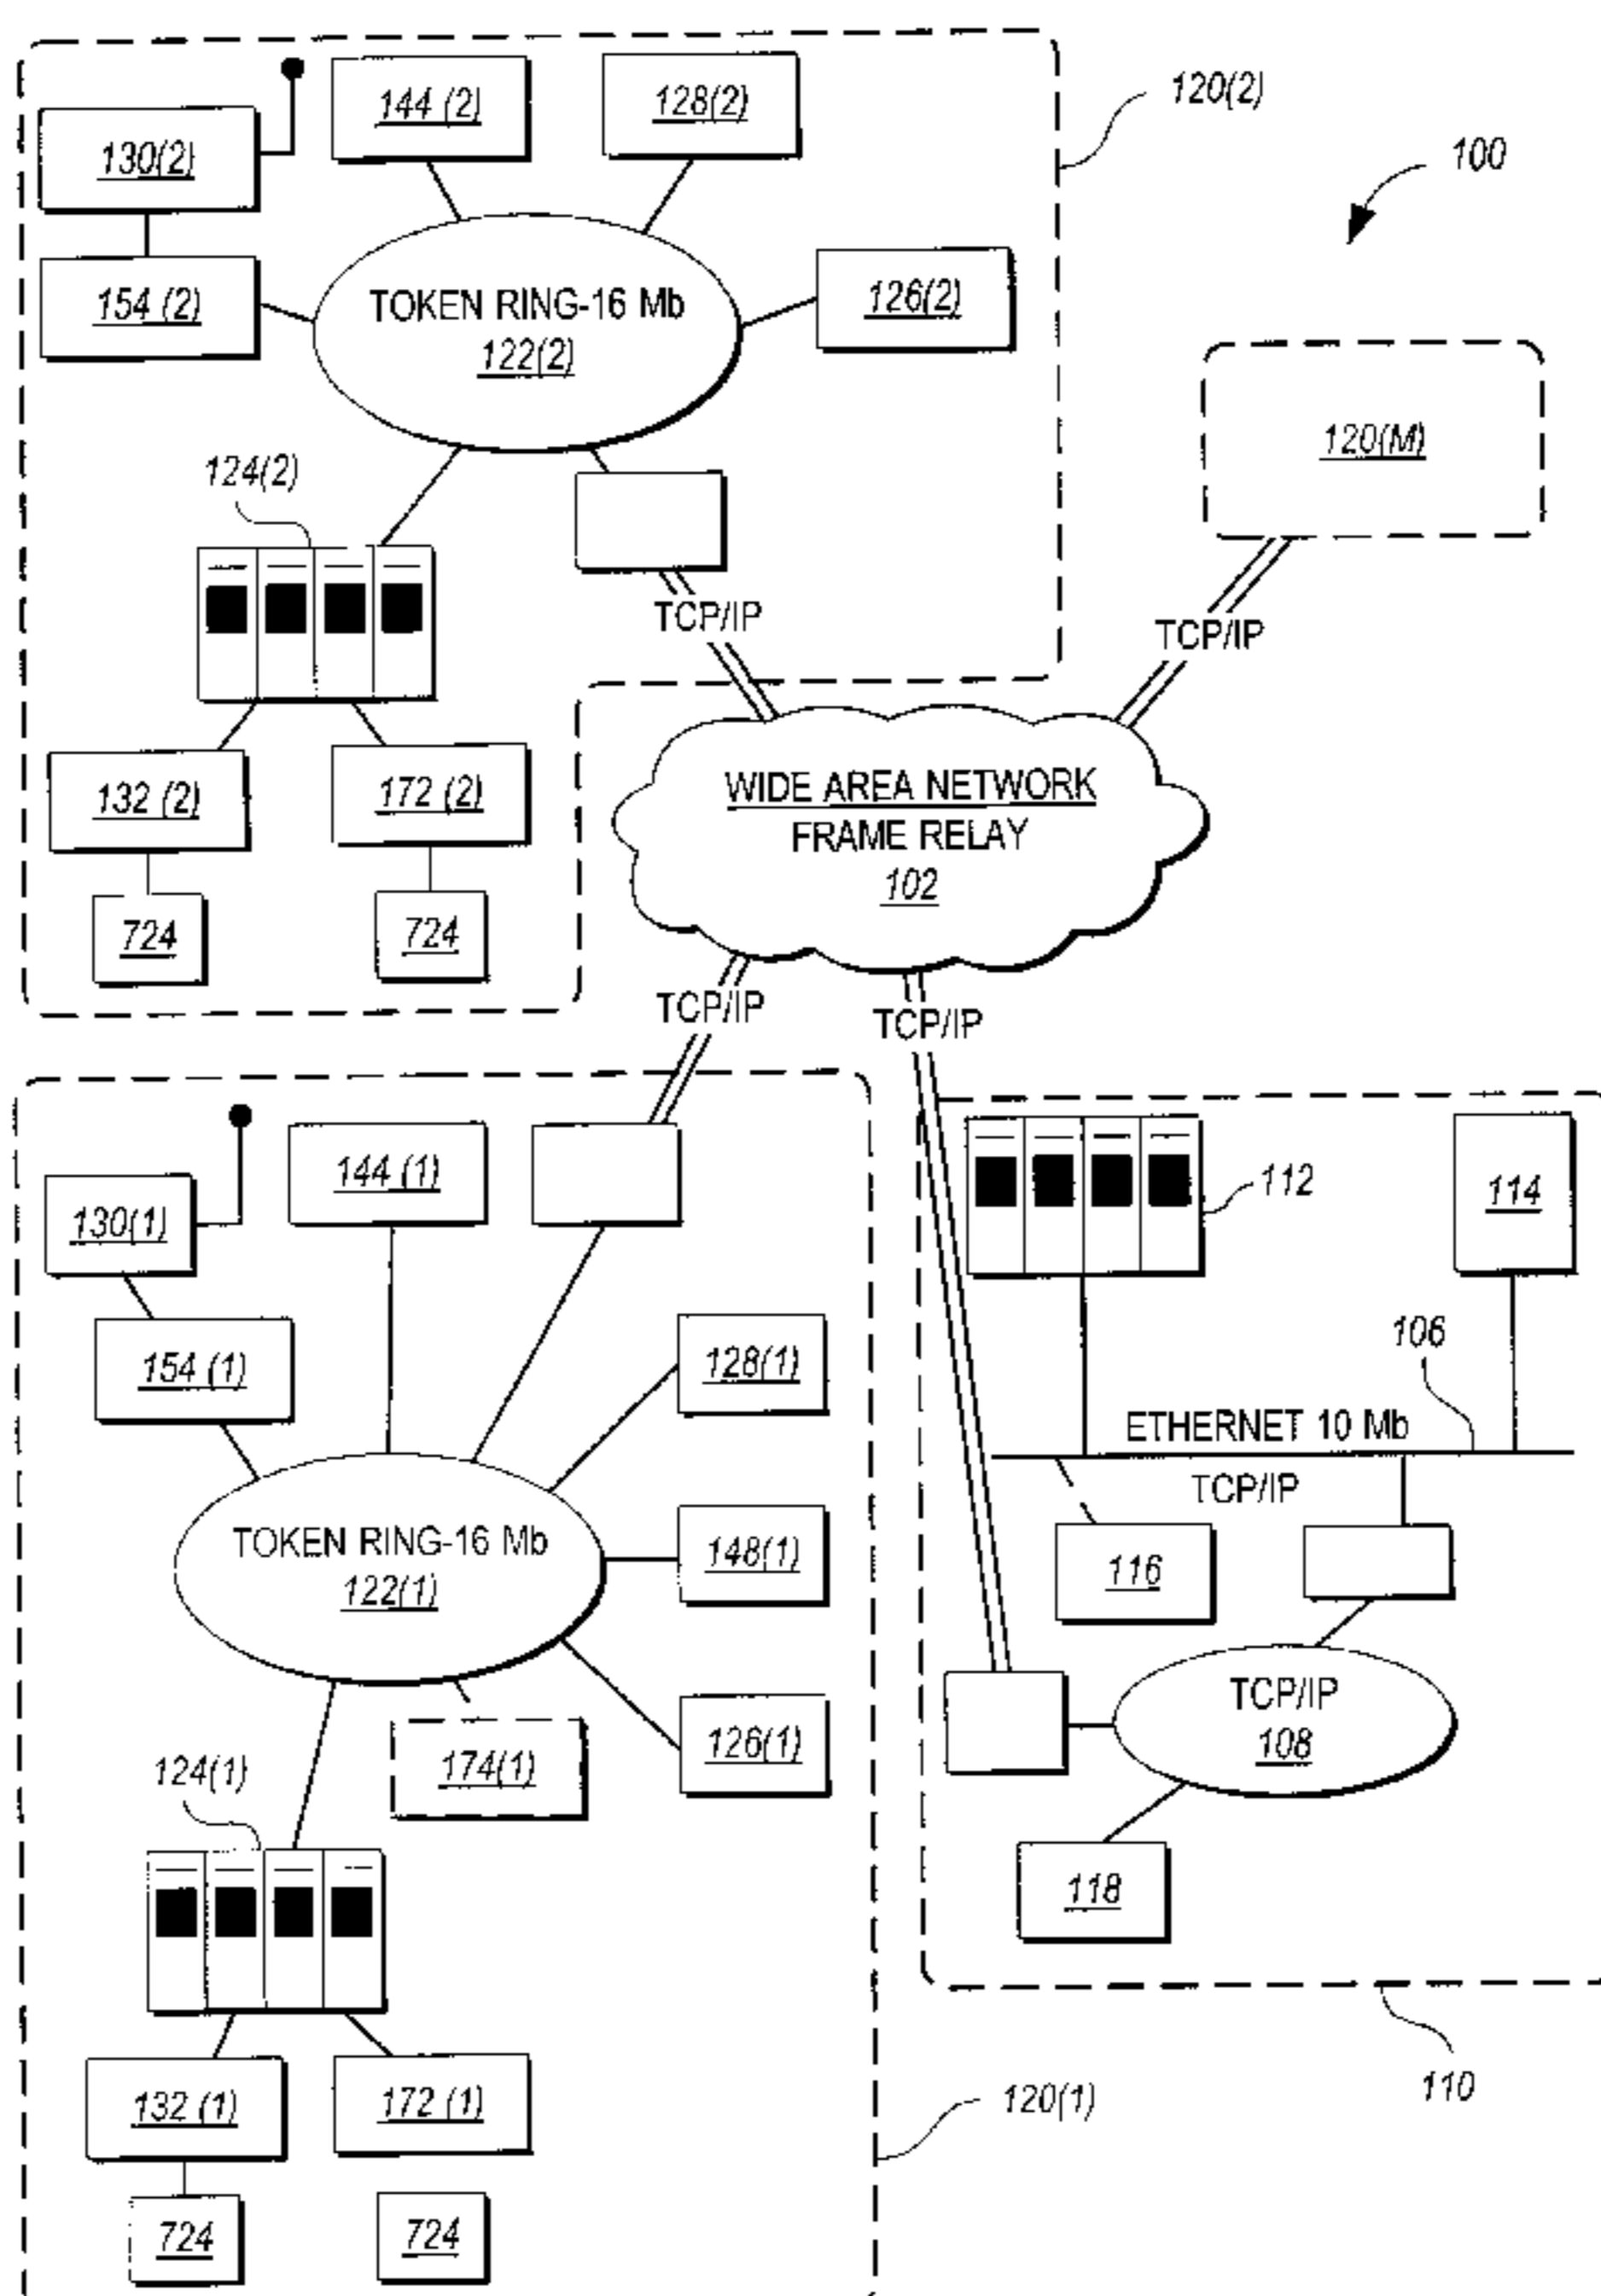 120(2)
100
130(2)
144 (2)
128(2)
154 (2)
TOKEN RING-16 Mb
122(2)
126(2)
120(M)
124(2)
TCP/IP
TCP/IP
132 (2)
172 (2)
WIDE AREA NETWORK
FRAME RELAY
102
724
724
TCP/IP
TCP/IP
130(1)
144 (1)
112
114
154 (1)
128(1)
106
ETHERNET 10 Mb
TCP/IP
TOKEN RING-16 Mb
122(1)
148(1)
116
TCP/IP
108
126(1)
174(1)
124(1)
118
132 (1)
172 (1)
120(1)
110
724
724